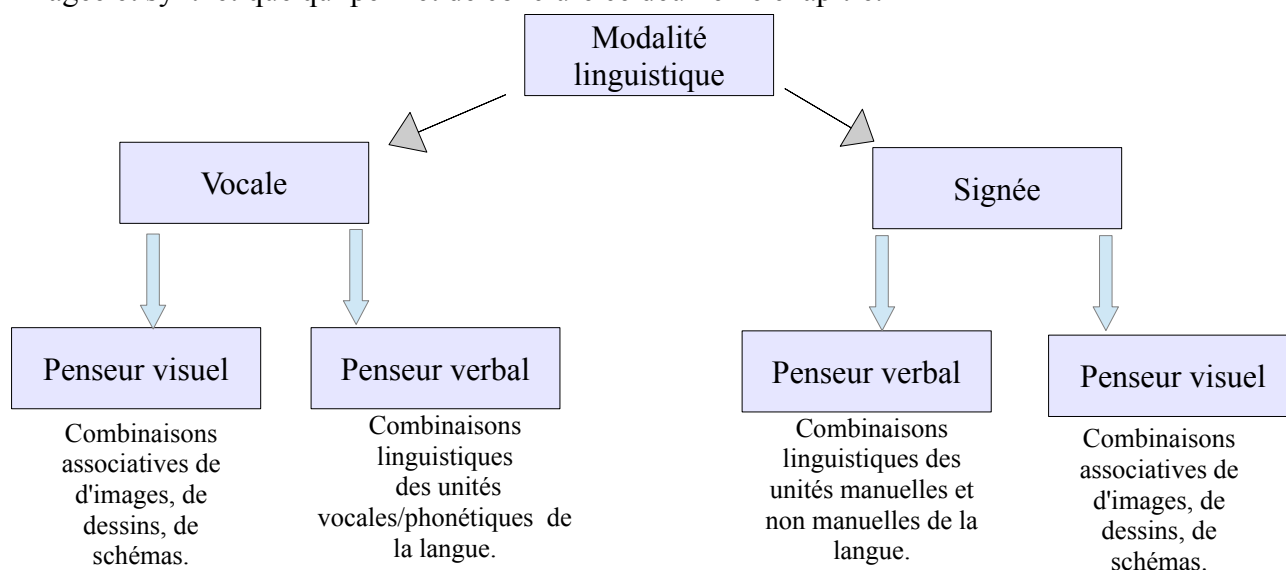 Modalité
linguistique
Vocale
Signée
Penseur visuel
Combinaisons
associatives de
d'images, de
dessins, de
schémas.
Penseur verbal
Combinaisons
linguistiques
des unités
vocales/phonétiques de
la langue.
Penseur verbal
Combinaisons
linguistiques des
unités manuelles et
non manuelles de la
langue.
Penseur visuel
Combinaisons
associatives de
d'images, de
dessins, de
schémas.